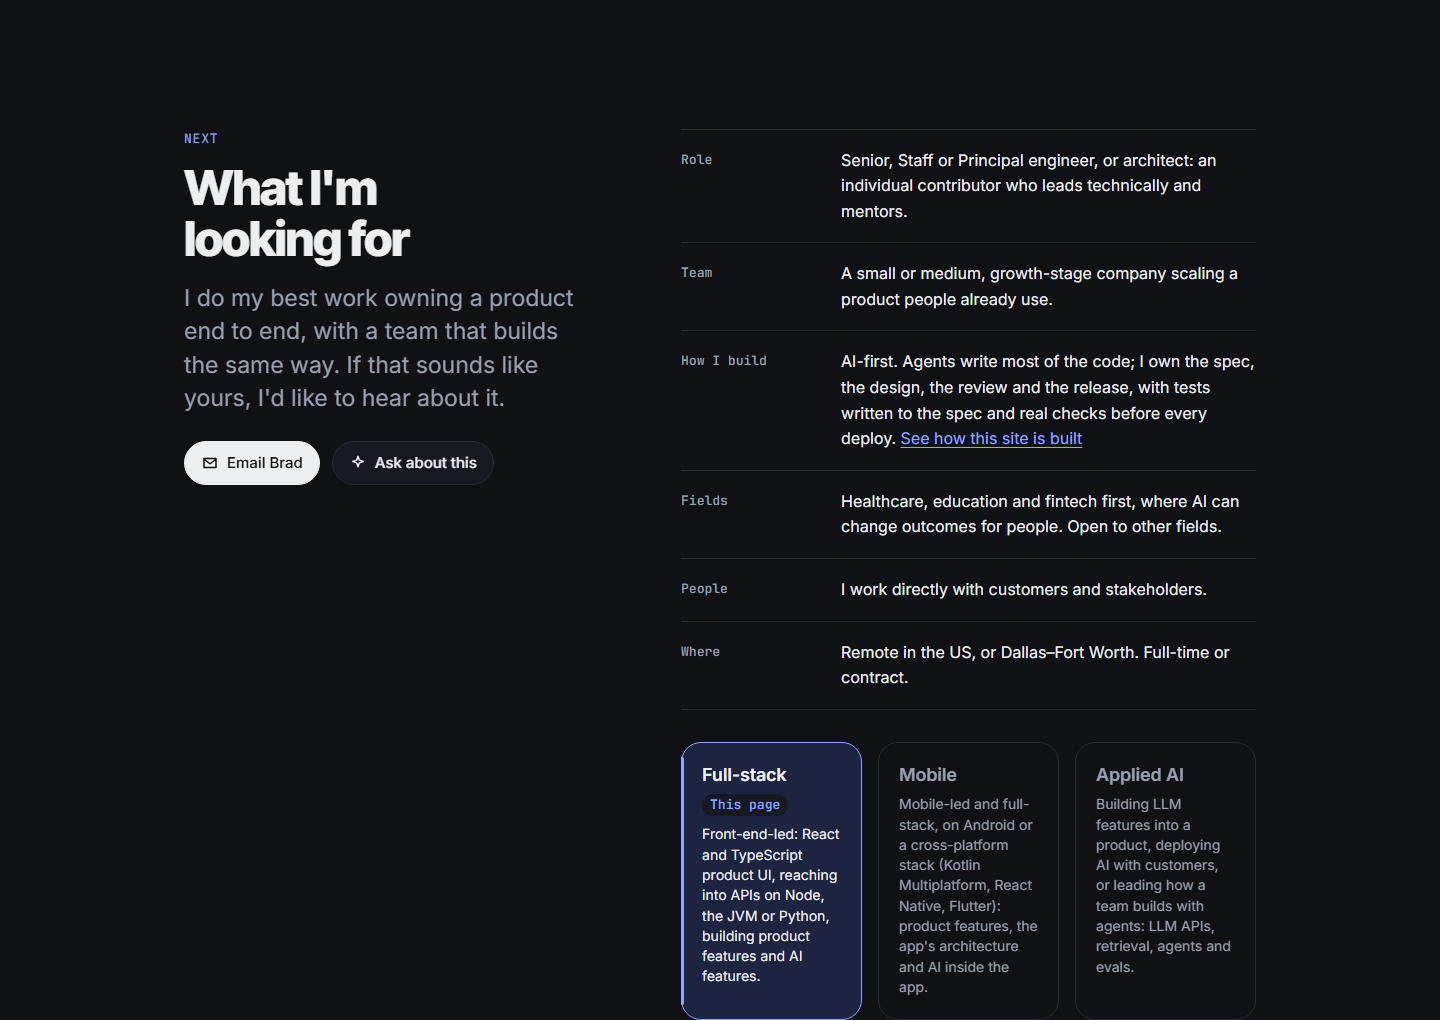 NEXT
What I'm
looking for
I do my best work owning a product
end to end, with a team that builds
the same way. If that sounds like
yours, I'd like to hear about it.
Email Brad
Ask about this
Role
Senior, Staff or Principal engineer, or architect: an
individual contributor who leads technically and
mentors.
Team
A small or medium, growth-stage company scaling a
product people already use.
How I build
AI-first. Agents write most of the code; I own the spec,
the design, the review and the release, with tests
written to the spec and real checks before every
deploy. See how this site is built
Fields
Healthcare, education and fintech first, where AI can
change outcomes for people. Open to other fields.
People
I work directly with customers and stakeholders.
Where
Remote in the US, or Dallas–Fort Worth. Full-time or
contract.
Full-stack
This page
Front-end-led: React
and TypeScript
product UI, reaching
into APIs on Node,
the JVM or Python,
building product
features and AI
features.
Mobile
Mobile-led and full-
stack, on Android or
a cross-platform
stack (Kotlin
Multiplatform, React
Native, Flutter):
product features, the
app's architecture
and AI inside the
app.
Applied AI
Building LLM
features into a
product, deploying
AI with customers,
or leading how a
team builds with
agents: LLM APIs,
retrieval, agents and
evals.